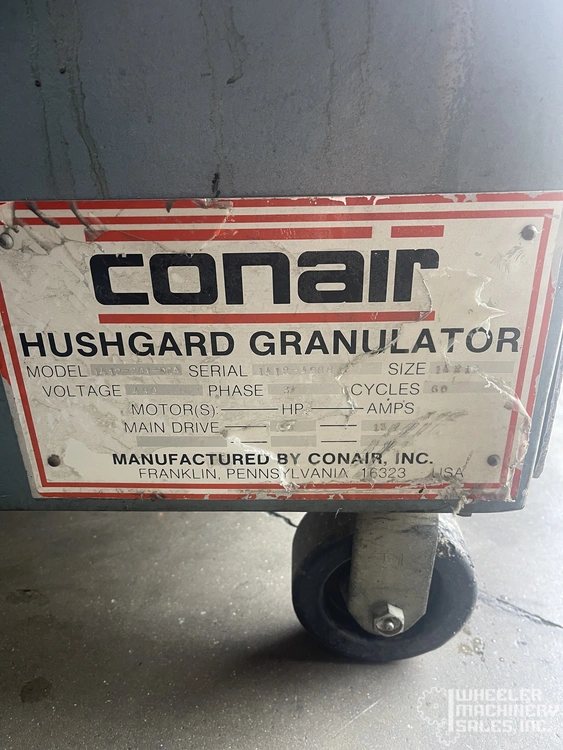 conair
HUSHGARD GRANULATOR
MODEL SERIAL SIZE
VOLTAGE PHASE CYCLES 60
MOTOR(S): HP. AMPS
MAIN DRIVE
MANUFACTURED BY CONAIR, INC.
FRANKLIN, PENNSYLVANIA 16323 USA
WHEELER
MACHINERY
SALES, INC.